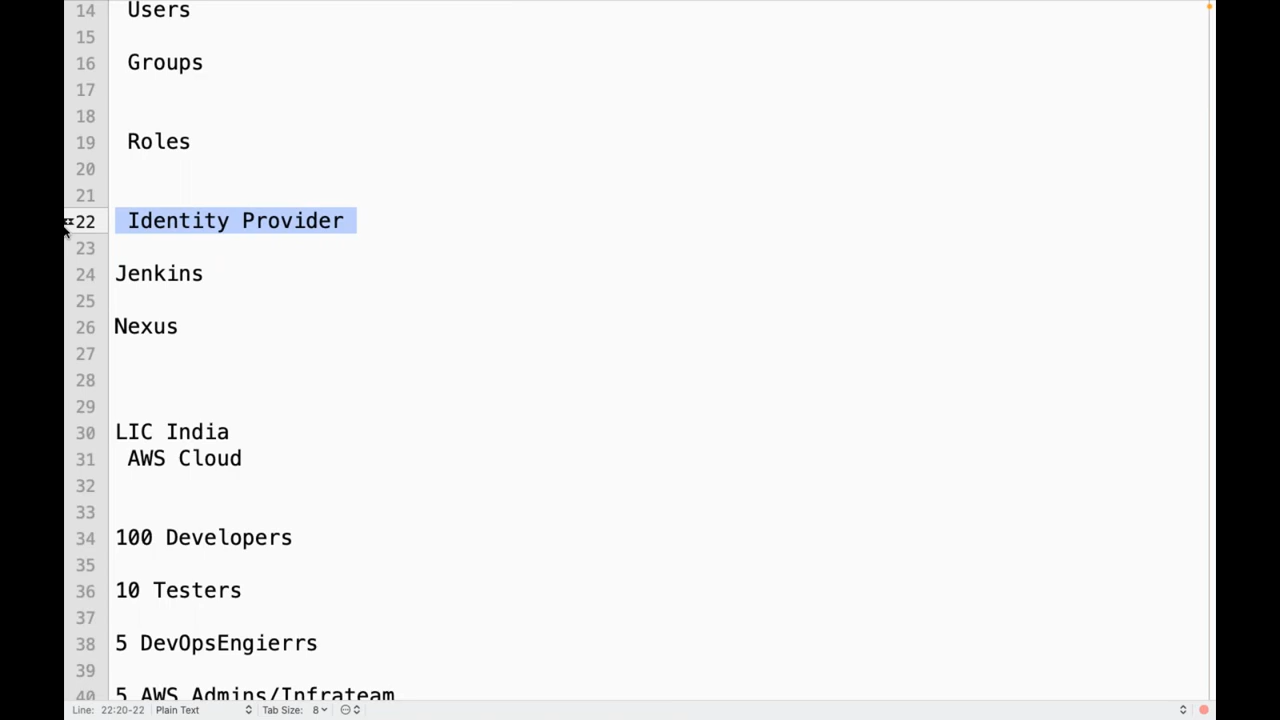 14 Users
15
16 Groups
17
18
19 Roles
20
21
22 Identity Provider
23
24 Jenkins
25
26 Nexus
27
28
29
30 LIC India
31 AWS Cloud
32
33
34 100 Developers
35
36 10 Testers
37
38 5 DevOpsEngierrs
39
40 5 AWS Admins/Infrateam
Line: 22:20-22 Plain Text Tab Size: 8